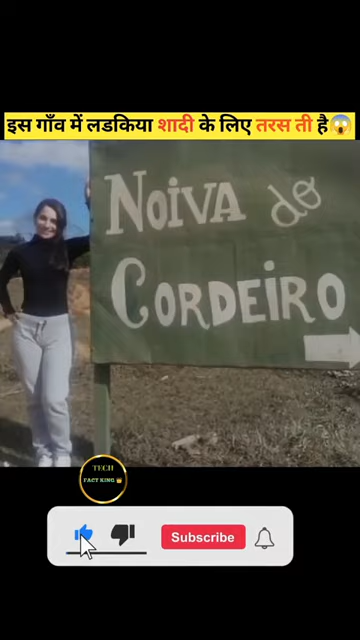 इस गाँव में लडकिया शादी के लिए तरस ती है😱
NOIVA do
CORDEIRO
TECH
FACT KING 👑
Subscribe